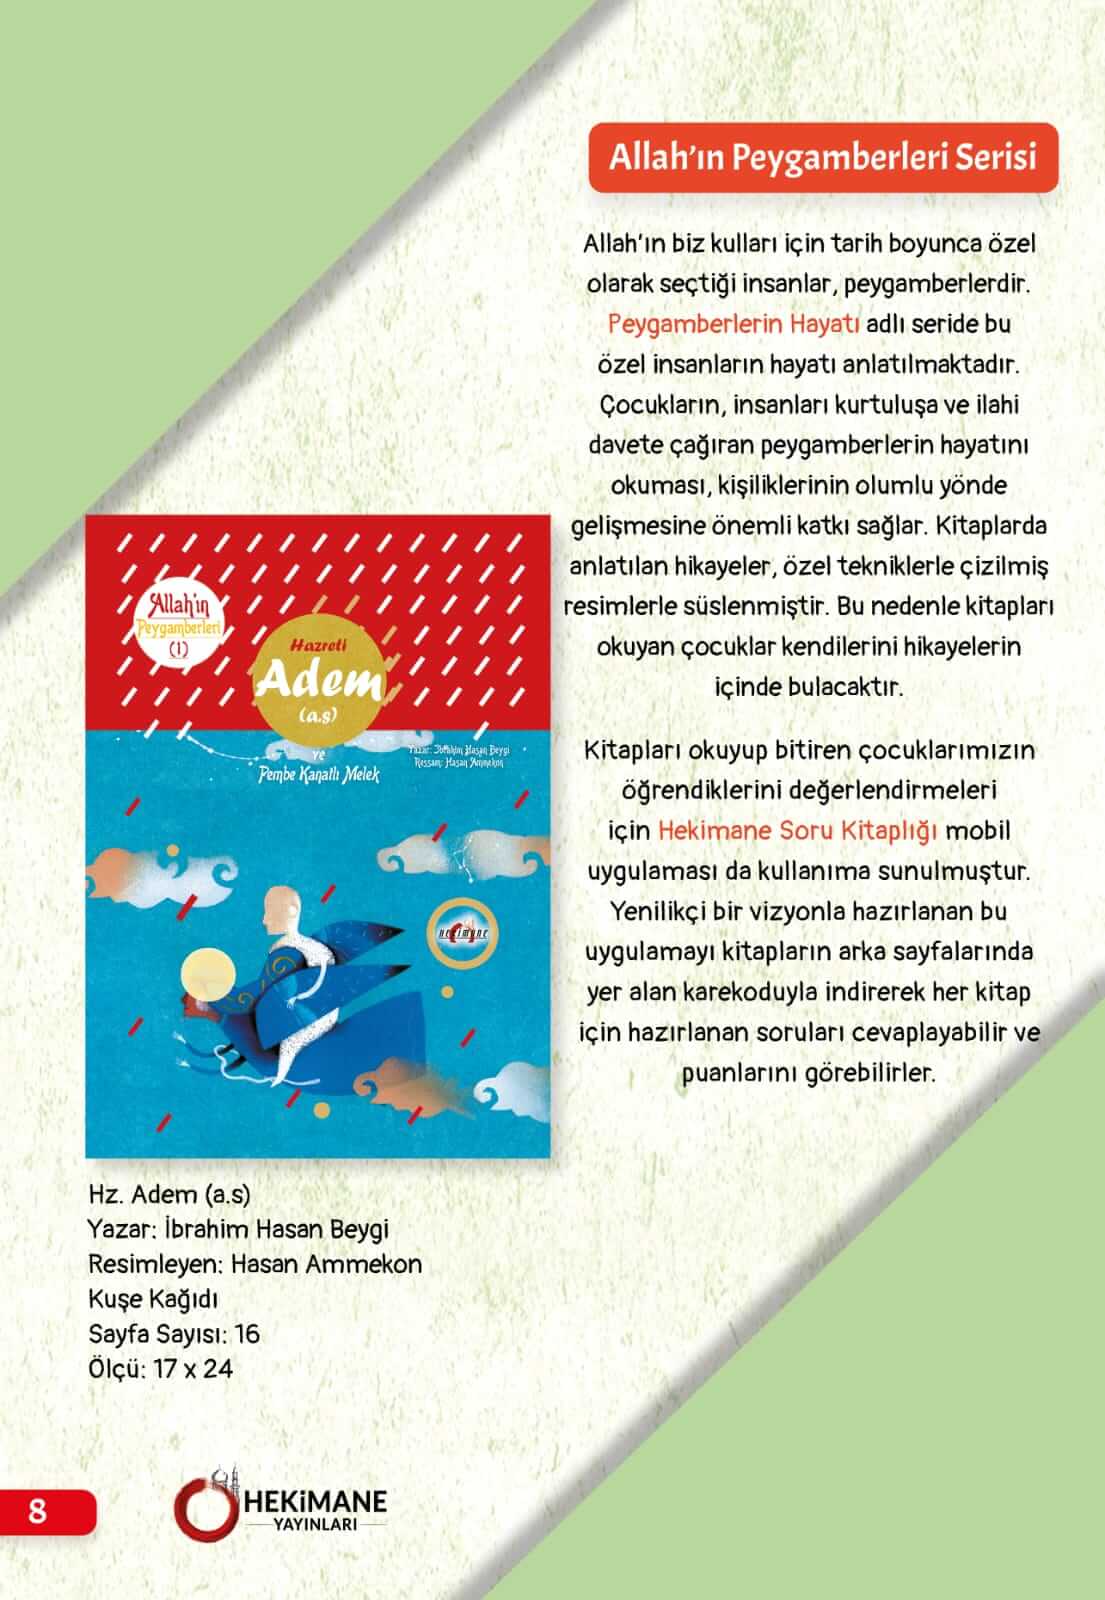 Allah'ın Peygamberleri Serisi
Allah'ın biz kulları için tarih boyunca özel
olarak seçtiği insanlar, peygamberlerdir.
Peygamberlerin Hayatı adlı seride bu
özel insanların hayatı anlatılmaktadır.
Çocukların, insanları kurtuluşa ve ilahi
davete çağıran peygamberlerin hayatını
okuması, kişiliklerinin olumlu yönde
gelişmesine önemli katkı sağlar. Kitaplarda
anlatılan hikayeler, özel tekniklerle çizilmiş
resimlerle süslenmiştir. Bu nedenle kitapları
okuyan çocuklar kendilerini hikayelerin
içinde bulacaktır.
Kitapları okuyup bitiren çocuklarımızın
öğrendiklerini değerlendirmeleri
için Hekimane Soru Kitaplığı mobil
uygulaması da kullanıma sunulmuştur.
Yenilikçi bir vizyonla hazırlanan bu
uygulamayı kitapların arka sayfalarında
yer alan karekoduyla indirerek her kitap
için hazırlanan soruları cevaplayabilir ve
puanlarını görebilirler.
Allah'ın
Peygamberleri
(1)
Hazreti
Adem
(a.s)
ve
Pembe Kanatlı Melek
Yazar: İbrahim Hasan Beygi
Ressam: Hasan Ammekon
hekimane
Hz. Adem (a.s)
Yazar: İbrahim Hasan Beygi
Resimleyen: Hasan Ammekon
Kuşe Kağıdı
Sayfa Sayısı: 16
Ölçü: 17 x 24
8
HEKİMANE
YAYINLARI